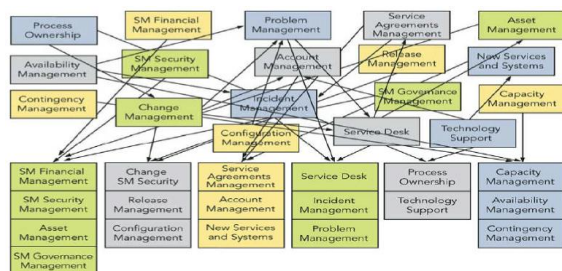 Process
Ownership
SM Financial
Management
Problem
Management
Service
Agreements
Management
Asset
Management
Availability
Management
SM Security
Management
Account
Management
Release
Management
New Services
and Systems
Contingency
Management
Change
Management
Incident
Management
SM Governance
Management
Capacity
Management
Configuration
Management
Service Desk
Technology
Support
SM Financial
Management
SM Security
Management
Asset
Management
SM Governance
Management
Change
SM Security
Release
Management
Configuration
Management
Service
Agreements
Management
Account
Management
New Services
and Systems
Service Desk
Incident
Management
Problem
Management
Process
Ownership
Technology
Support
Capacity
Management
Availability
Management
Contingency
Management